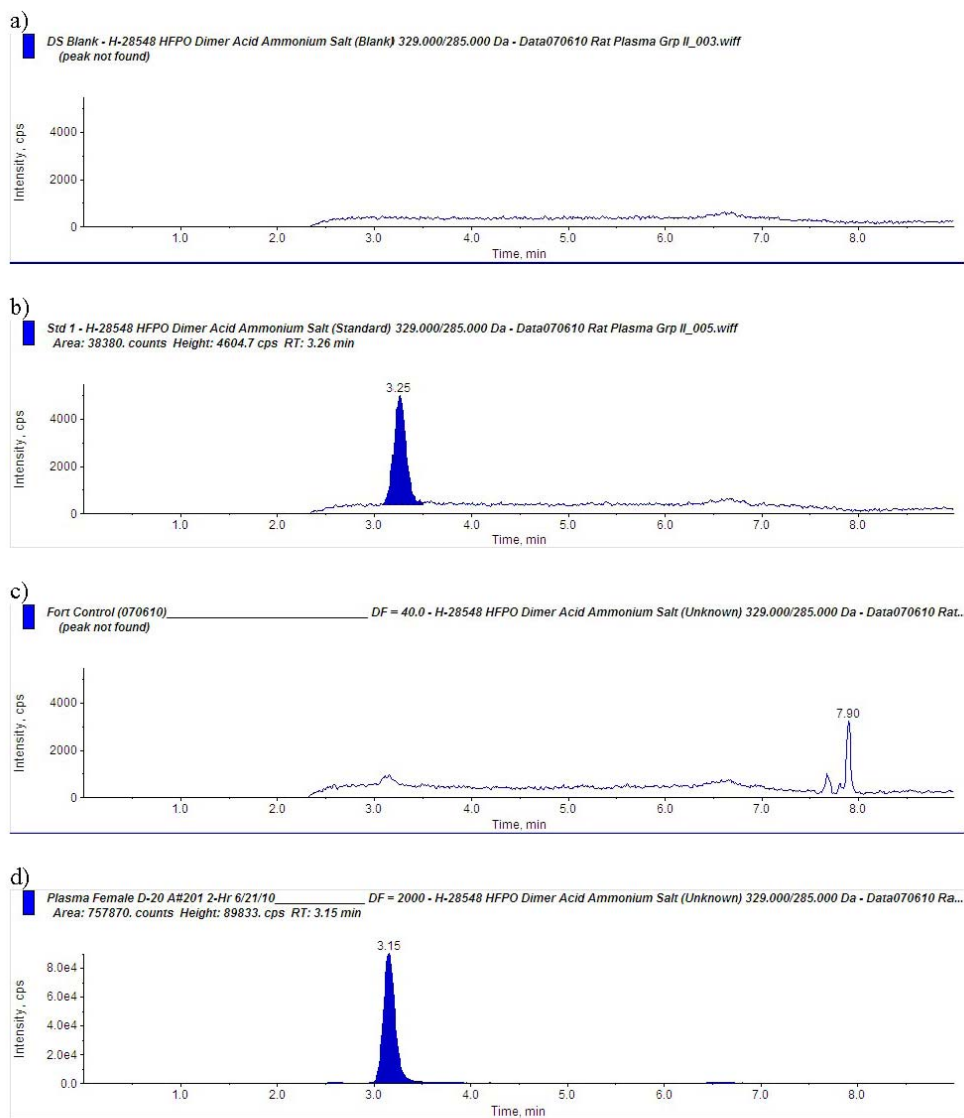 a)
DS Blank - H-28548 HFPO Dimer Acid Ammonium Salt (Blank) 329.000/285.000 Da - Data070610 Rat Plasma Grp II_003.wiff
(peak not found)
Intensity, cps
4000
2000
0
1.0 2.0 3.0 4.0 5.0 6.0 7.0 8.0
Time, min
b)
Std 1 - H-28548 HFPO Dimer Acid Ammonium Salt (Standard) 329.000/285.000 Da - Data070610 Rat Plasma Grp II_005.wiff
Area: 38380. counts Height: 4604.7 cps RT: 3.26 min
3.25
Intensity, cps
4000
2000
0
1.0 2.0 3.0 4.0 5.0 6.0 7.0 8.0
Time, min
c)
Fort Control (070610)______________________________ DF = 40.0 - H-28548 HFPO Dimer Acid Ammonium Salt (Unknown) 329.000/285.000 Da - Data070610 Rat...
(peak not found)
Intensity, cps
4000
2000
0
7.90
1.0 2.0 3.0 4.0 5.0 6.0 7.0 8.0
Time, min
d)
Plasma Female D-20 A#201 2-Hr 6/21/10______________ DF = 2000 - H-28548 HFPO Dimer Acid Ammonium Salt (Unknown) 329.000/285.000 Da - Data070610 Ra...
Area: 757870. counts Height: 89833. cps RT: 3.15 min
3.15
Intensity, cps
8.0e4
6.0e4
4.0e4
2.0e4
0.0
1.0 2.0 3.0 4.0 5.0 6.0 7.0 8.0
Time, min